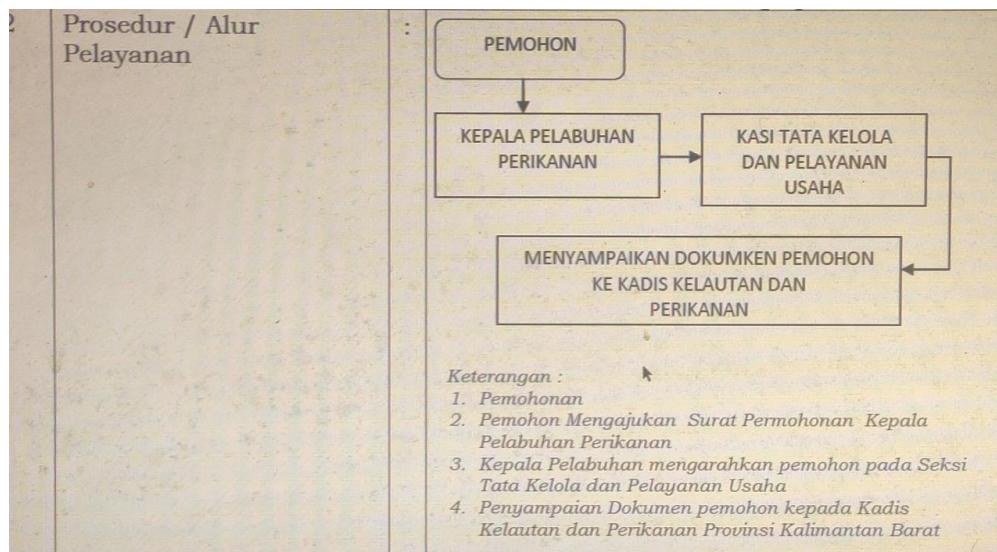 2
Prosedur / Alur
Pelayanan
:
PEMOHON
KEPALA PELABUHAN
PERIKANAN
KASI TATA KELOLA
DAN PELAYANAN
USAHA
MENYAMPAIKAN DOKUMKEN PEMOHON
KE KADIS KELAUTAN DAN
PERIKANAN
Keterangan :
1. Pemohonan
2. Pemohon Mengajukan Surat Permohonan Kepala
Pelabuhan Perikanan
3. Kepala Pelabuhan mengarahkan pemohon pada Seksi
Tata Kelola dan Pelayanan Usaha
4. Penyampaian Dokumen pemohon kepada Kadis
Kelautan dan Perikanan Provinsi Kalimantan Barat